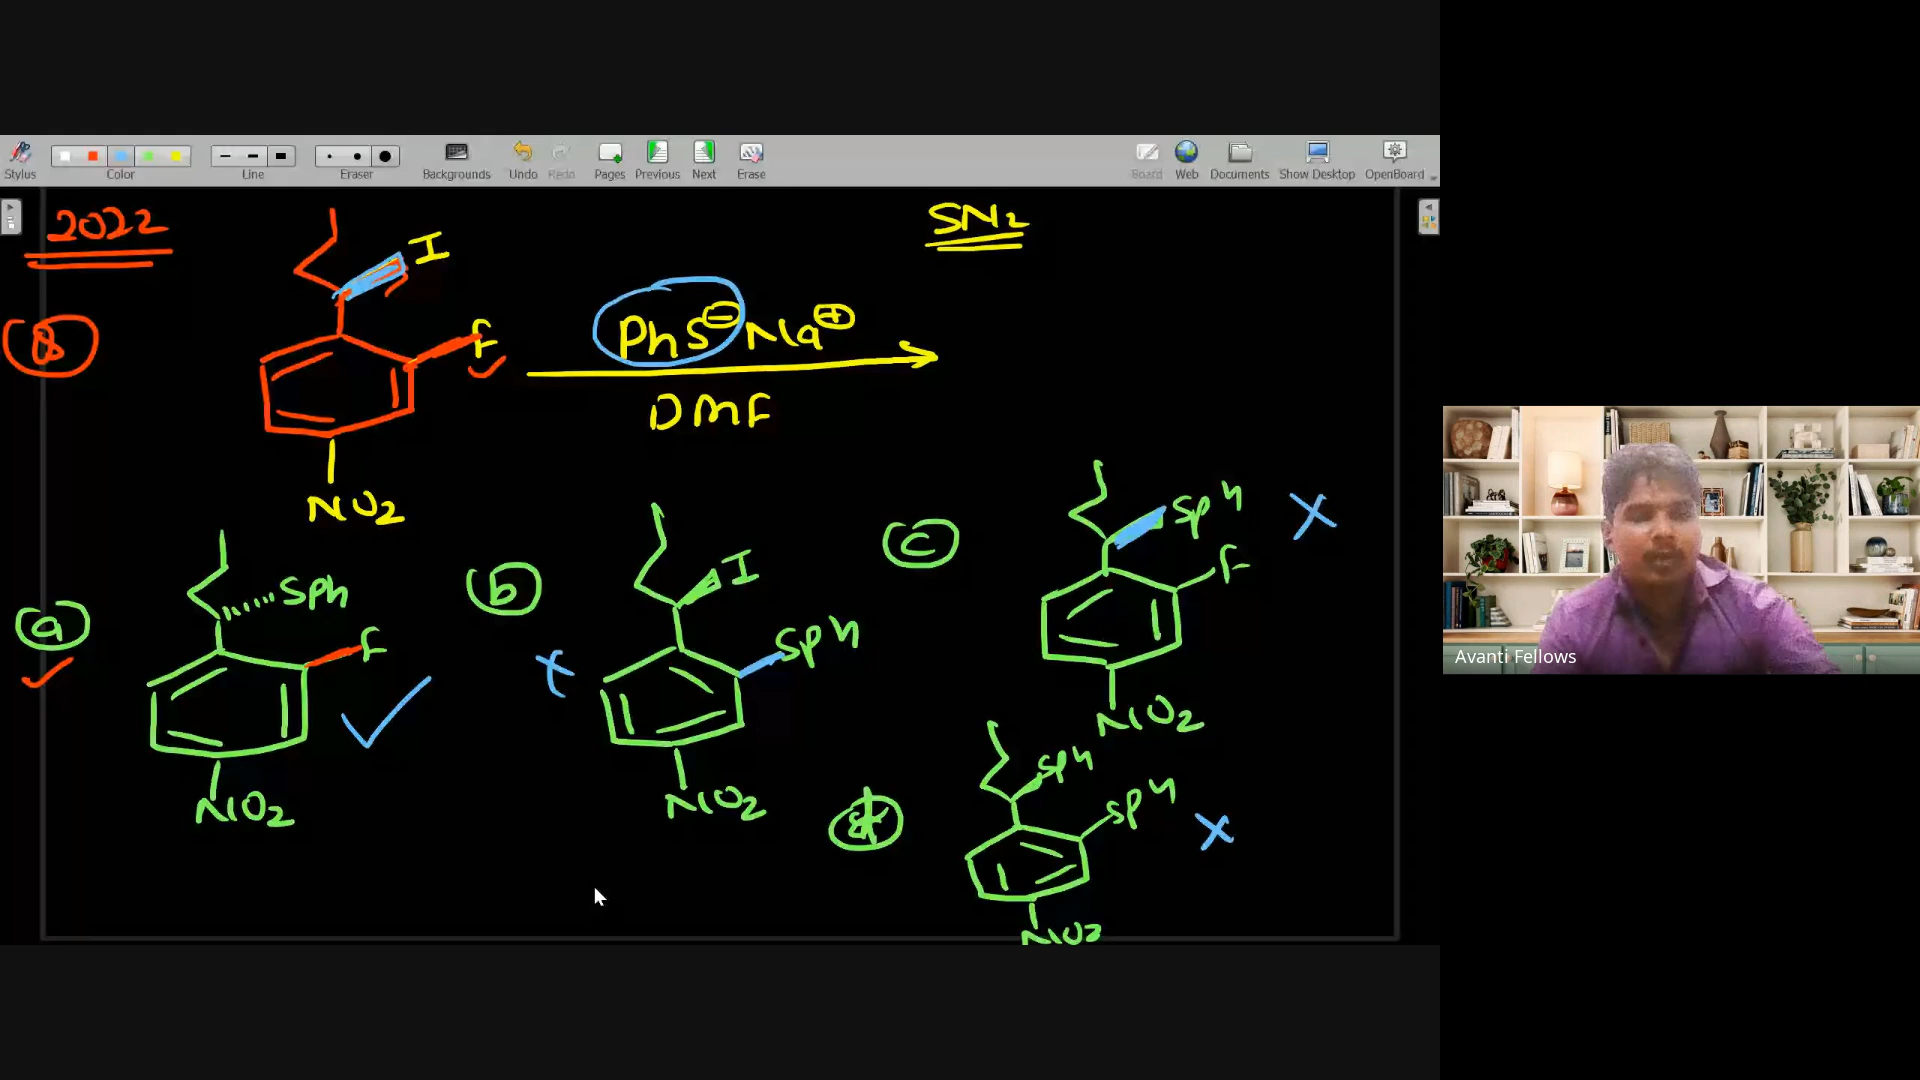 Stylus
Color
Line
Eraser
Backgrounds
Undo
Redo
Pages
Previous
Next
Erase
Board
Web
Documents
Show Desktop
OpenBoard
2022
SN2
I
F
PhS⊖ Na⊕
DMF
NO2
a
Sph
F
NO2
b
I
Sph
NO2
c
Sph
F
NO2
d
Sph
Sph
NO2
Avanti Fellows